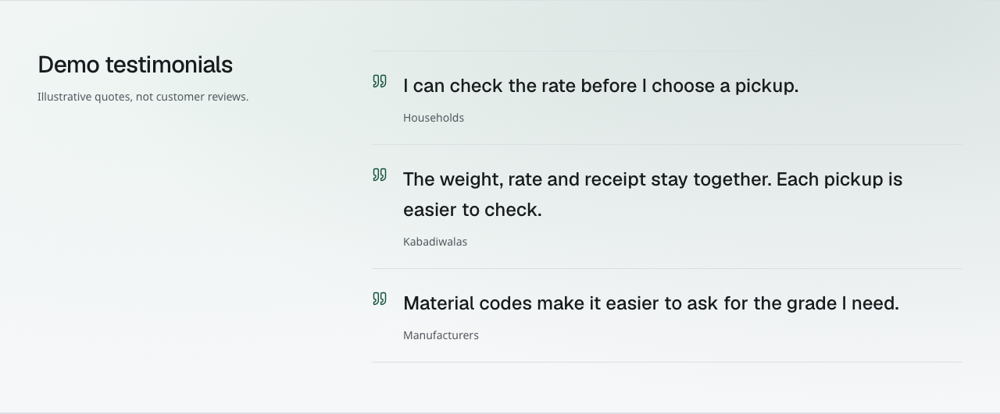 Demo testimonials
Illustrative quotes, not customer reviews.
I can check the rate before I choose a pickup.
Households
The weight, rate and receipt stay together. Each pickup is
easier to check.
Kabadiwalas
Material codes make it easier to ask for the grade I need.
Manufacturers